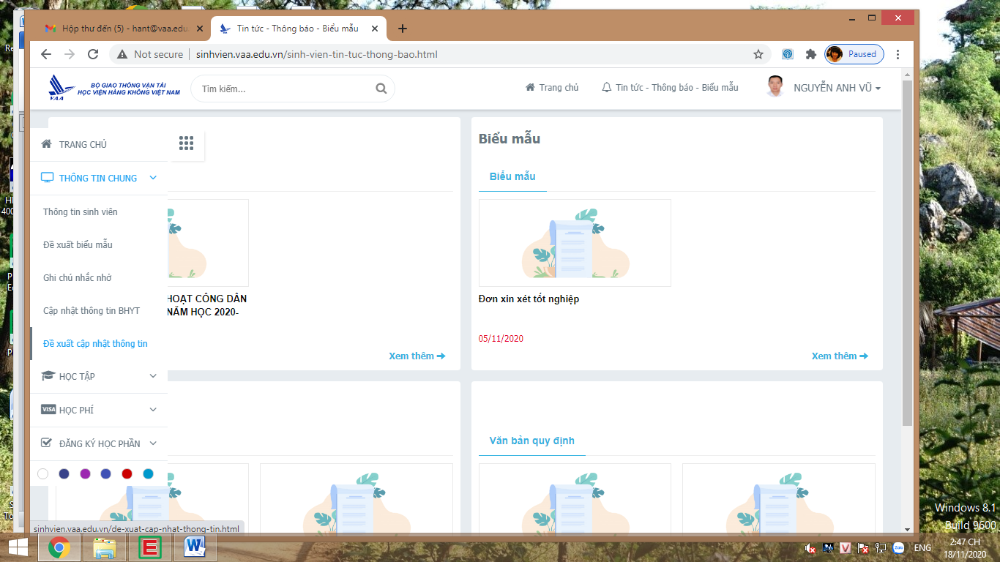 Hộp thư đến (5) - hant@vaa.edu
Tin tức - Thông báo - Biểu mẫu
Not secure
sinhvien.vaa.edu.vn/sinh-vien-tin-tuc-thong-bao.html
Paused
VAA
BỘ GIAO THÔNG VẬN TẢI
HỌC VIỆN HÀNG KHÔNG VIỆT NAM
Tìm kiếm...
Trang chủ
Tin tức - Thông báo - Biểu mẫu
NGUYỄN ANH VŨ
TRANG CHỦ
THÔNG TIN CHUNG
Thông tin sinh viên
Đề xuất biểu mẫu
Ghi chú nhắc nhở
Cập nhật thông tin BHYT
Đề xuất cập nhật thông tin
HỌC TẬP
VISA HỌC PHÍ
ĐĂNG KÝ HỌC PHẦN
HOẠT CÔNG DÂN
NĂM HỌC 2020-
Xem thêm
Biểu mẫu
Biểu mẫu
Đơn xin xét tốt nghiệp
05/11/2020
Xem thêm
Văn bản quy định
sinhvien.vaa.edu.vn/de-xuat-cap-nhat-thong-tin.html
Windows 8.1
Build 9600
Zalo
ENG
2:47 CH
18/11/2020